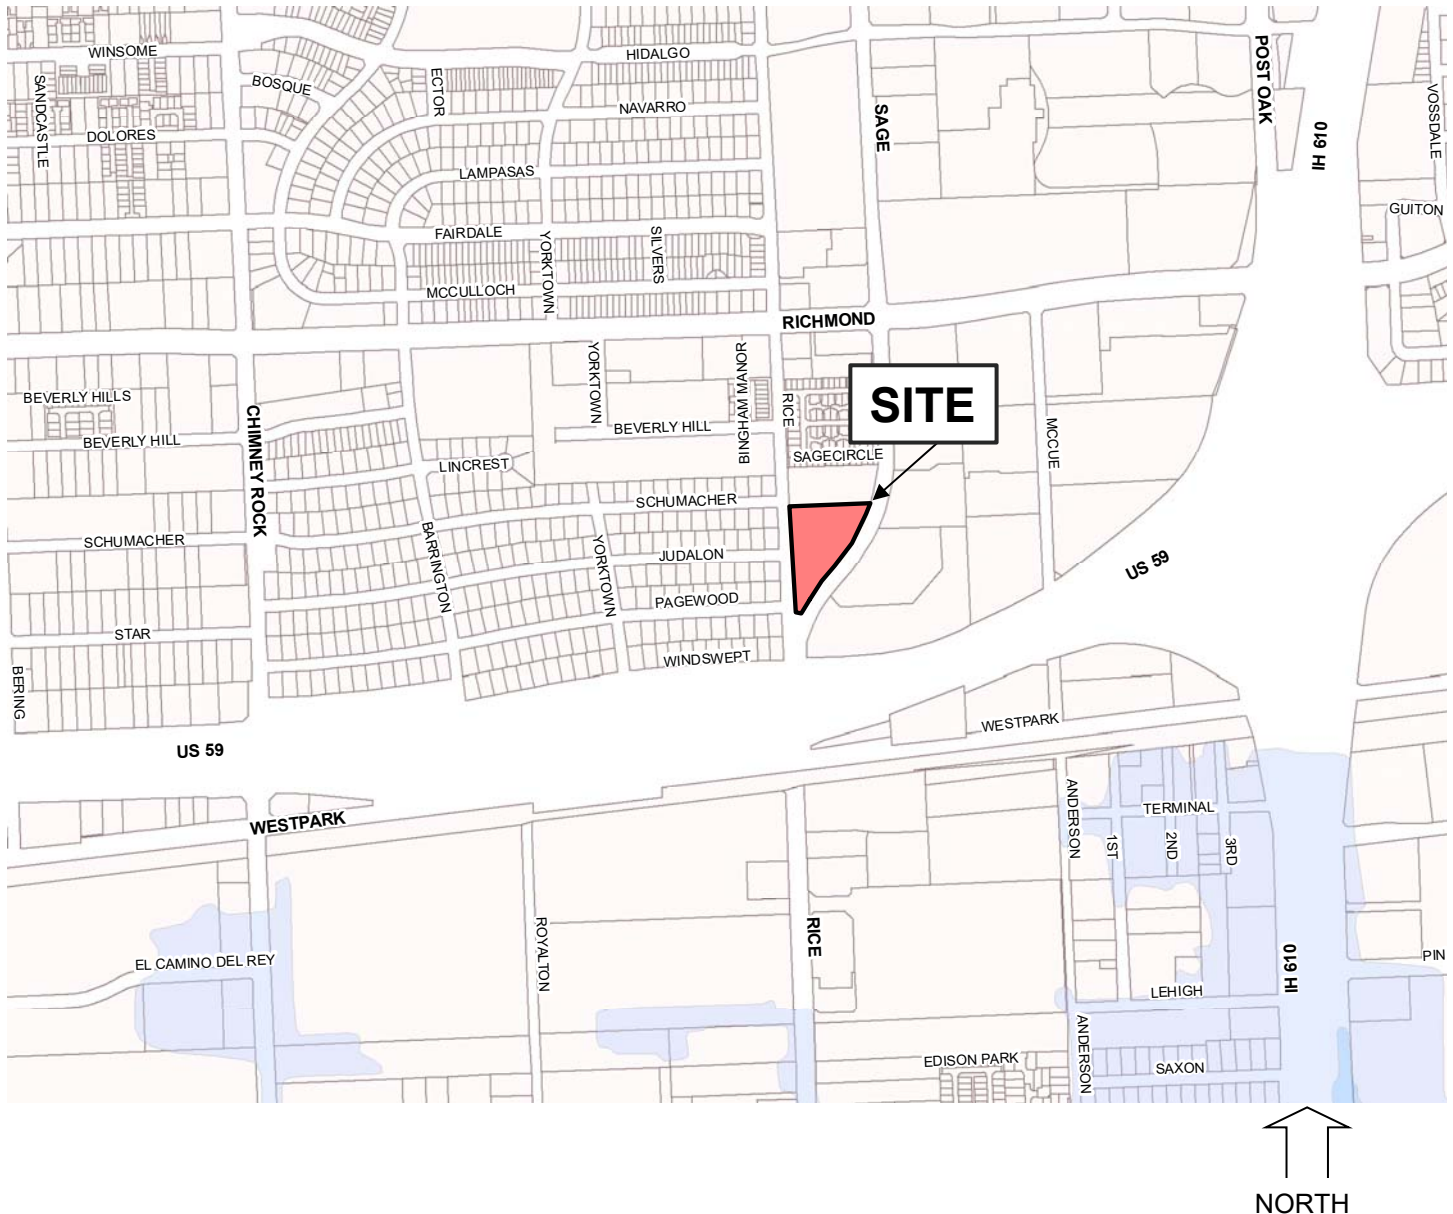 WINSOME
HIDALGO
BOSQUE
ECTOR
SANDCASTLE
POST OAK
IH 610
VOSSDALE
NAVARRO
SAGE
DOLORES
LAMPASAS
GUITON
FAIRDALE
YORKTOWN
SILVERS
MCCULLOCH
RICHMOND
YORKTOWN
BINGHAM MANOR
BEVERLY HILLS
RICE
SITE
CHIMNEY ROCK
BEVERLY HILL
BEVERLY HILL
MCCUE
SAGECIRCLE
LINCREST
SCHUMACHER
SCHUMACHER
BARRINGTON
YORKTOWN
JUDALON
US 59
PAGEWOOD
STAR
WINDSWEPT
BERING
WESTPARK
US 59
ANDERSON
TERMINAL
WESTPARK
1ST
2ND
3RD
ROYALTON
RICE
EL CAMINO DEL REY
IH 610
PIN
LEHIGH
ANDERSON
EDISON PARK
SAXON
NORTH